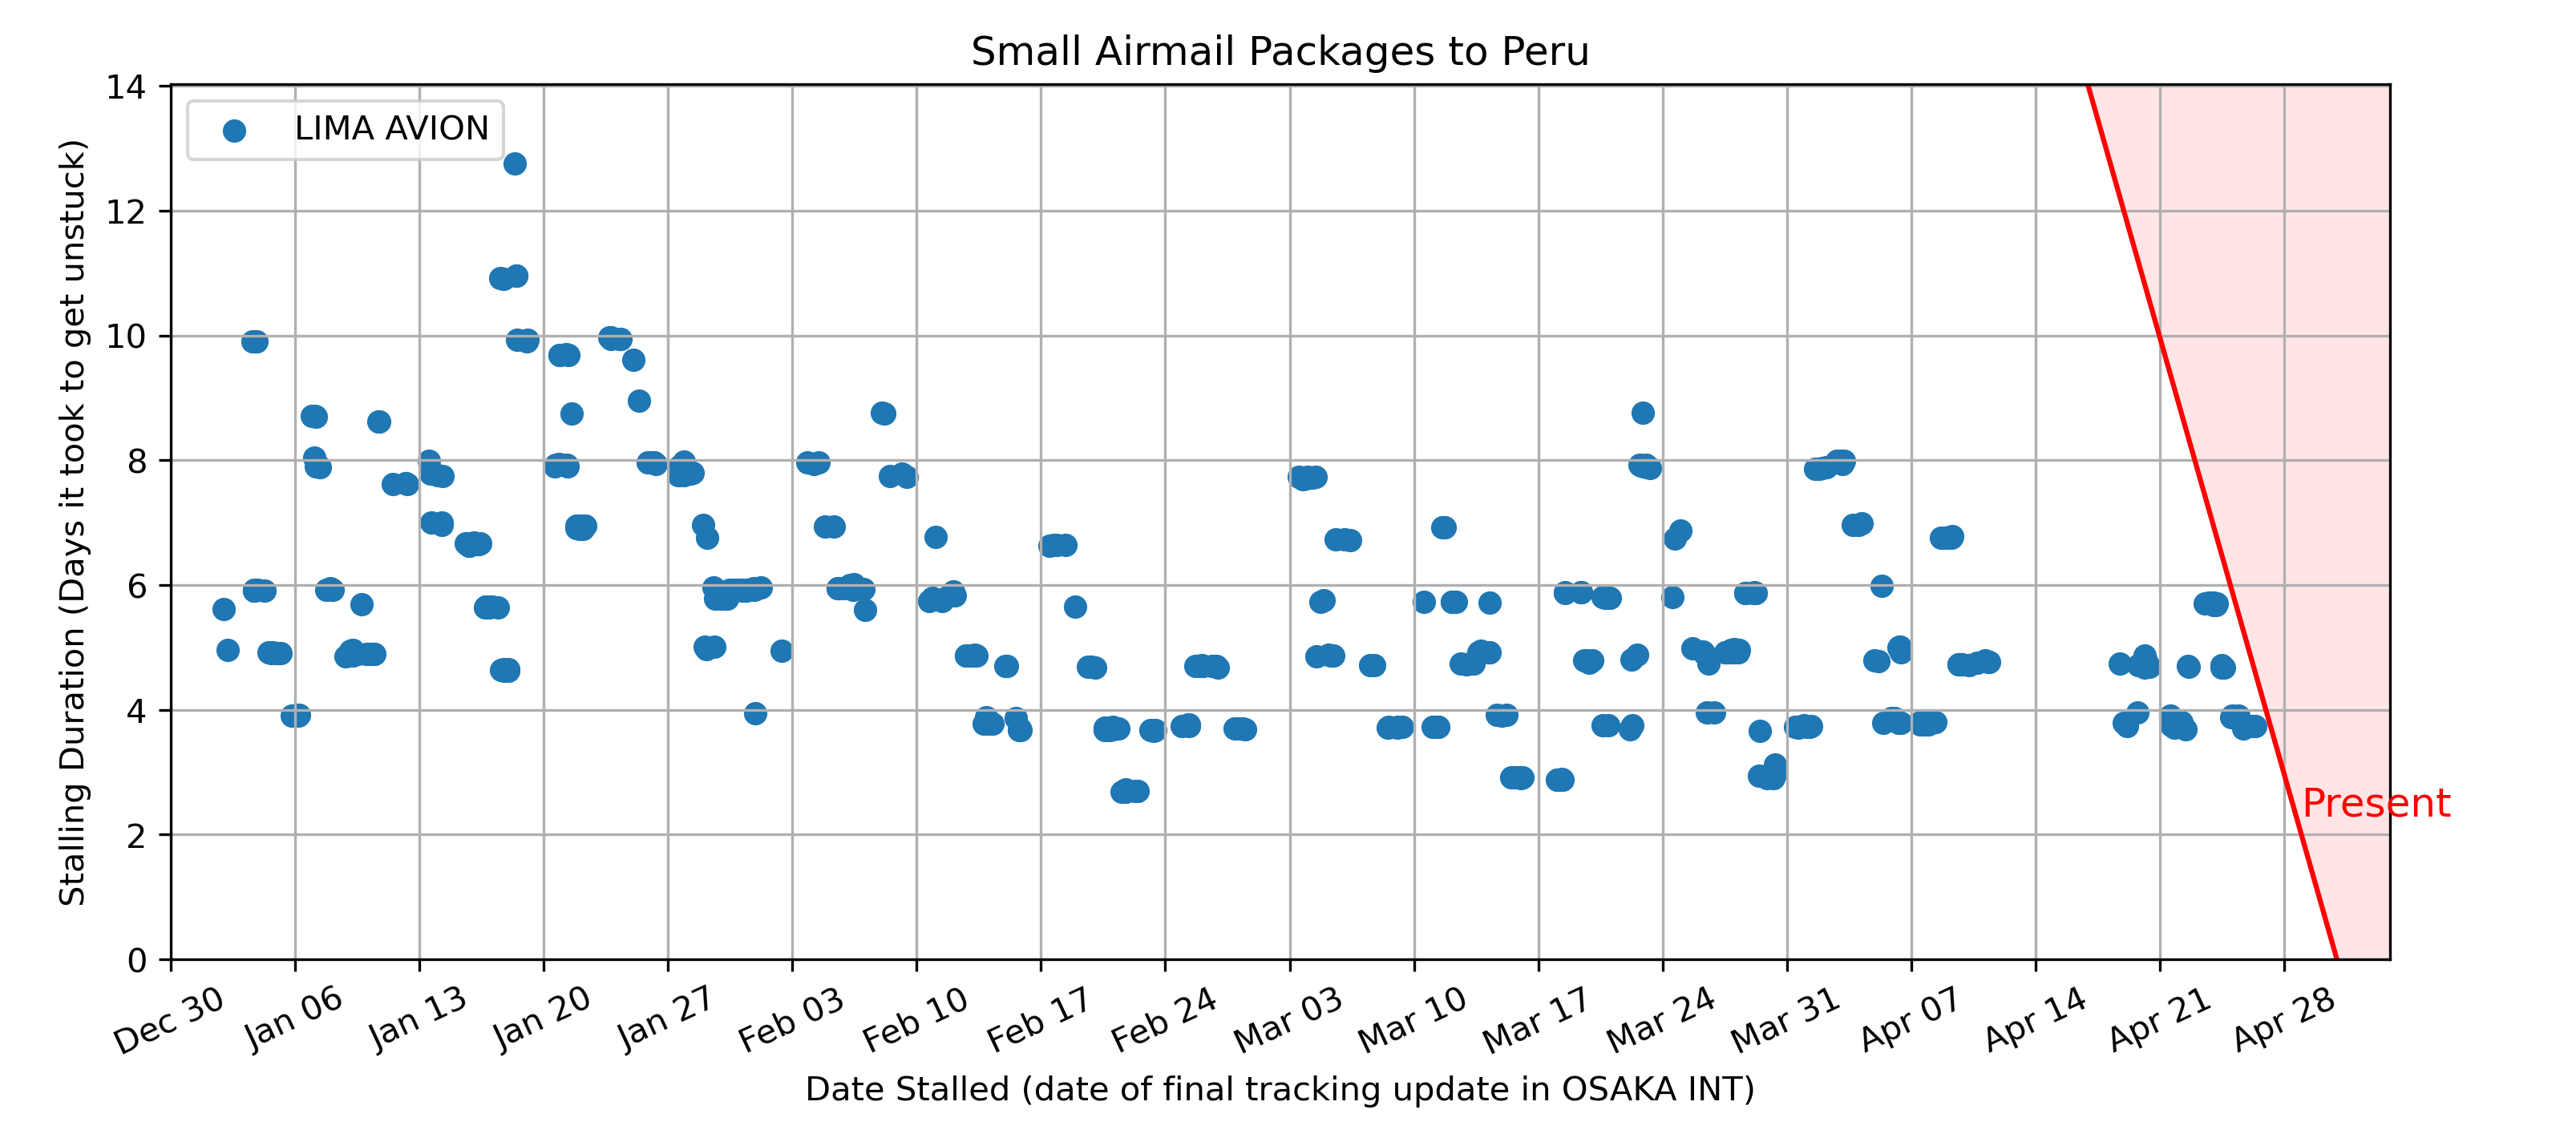 Small Airmail Packages to Peru
LIMA AVION
Stalling Duration (Days it took to get unstuck)
14
12
10
8
6
4
2
0
Present
Dec 30
Jan 06
Jan 13
Jan 20
Jan 27
Feb 03
Feb 10
Feb 17
Feb 24
Mar 03
Mar 10
Mar 17
Mar 24
Mar 31
Apr 07
Apr 14
Apr 21
Apr 28
Date Stalled (date of final tracking update in OSAKA INT)